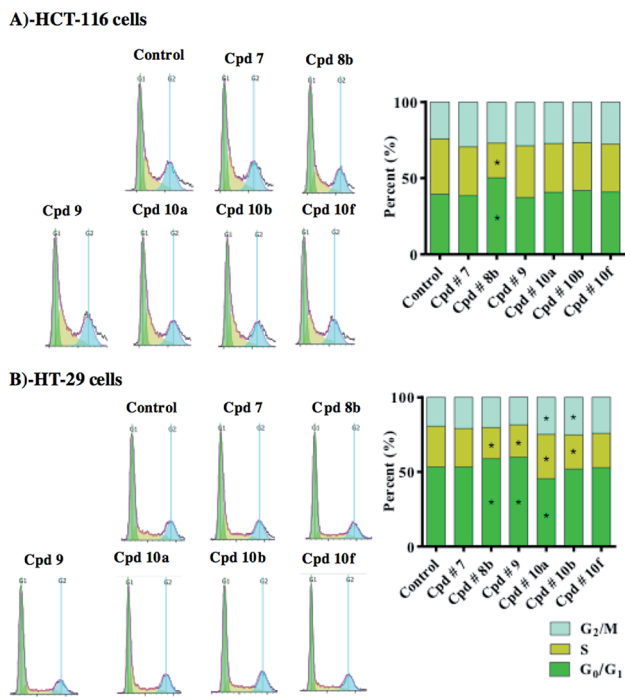 A)-HCT-116 cells
Control Cpd 7 Cpd 8b
G1 G2 G1 G2 G1 G2
Cpd 9 Cpd 10a Cpd 10b Cpd 10f
G1 G2 G1 G2 G1 G2 G1 G2
100
50
0
Percent (%)
* *
Control Cpd # 7 Cpd # 8b Cpd # 9 Cpd # 10a Cpd # 10b Cpd # 10f
B)-HT-29 cells
Control Cpd 7 Cpd 8b
G1 G2 G1 G2 G1 G2
Cpd 9 Cpd 10a Cpd 10b Cpd 10f
G1 G2 G1 G2 G1 G2 G1 G2
100
50
0
Percent (%)
* * * * * * * * *
Control Cpd # 7 Cpd # 8b Cpd # 9 Cpd # 10a Cpd # 10b Cpd # 10f
G2/M
S
G0/G1